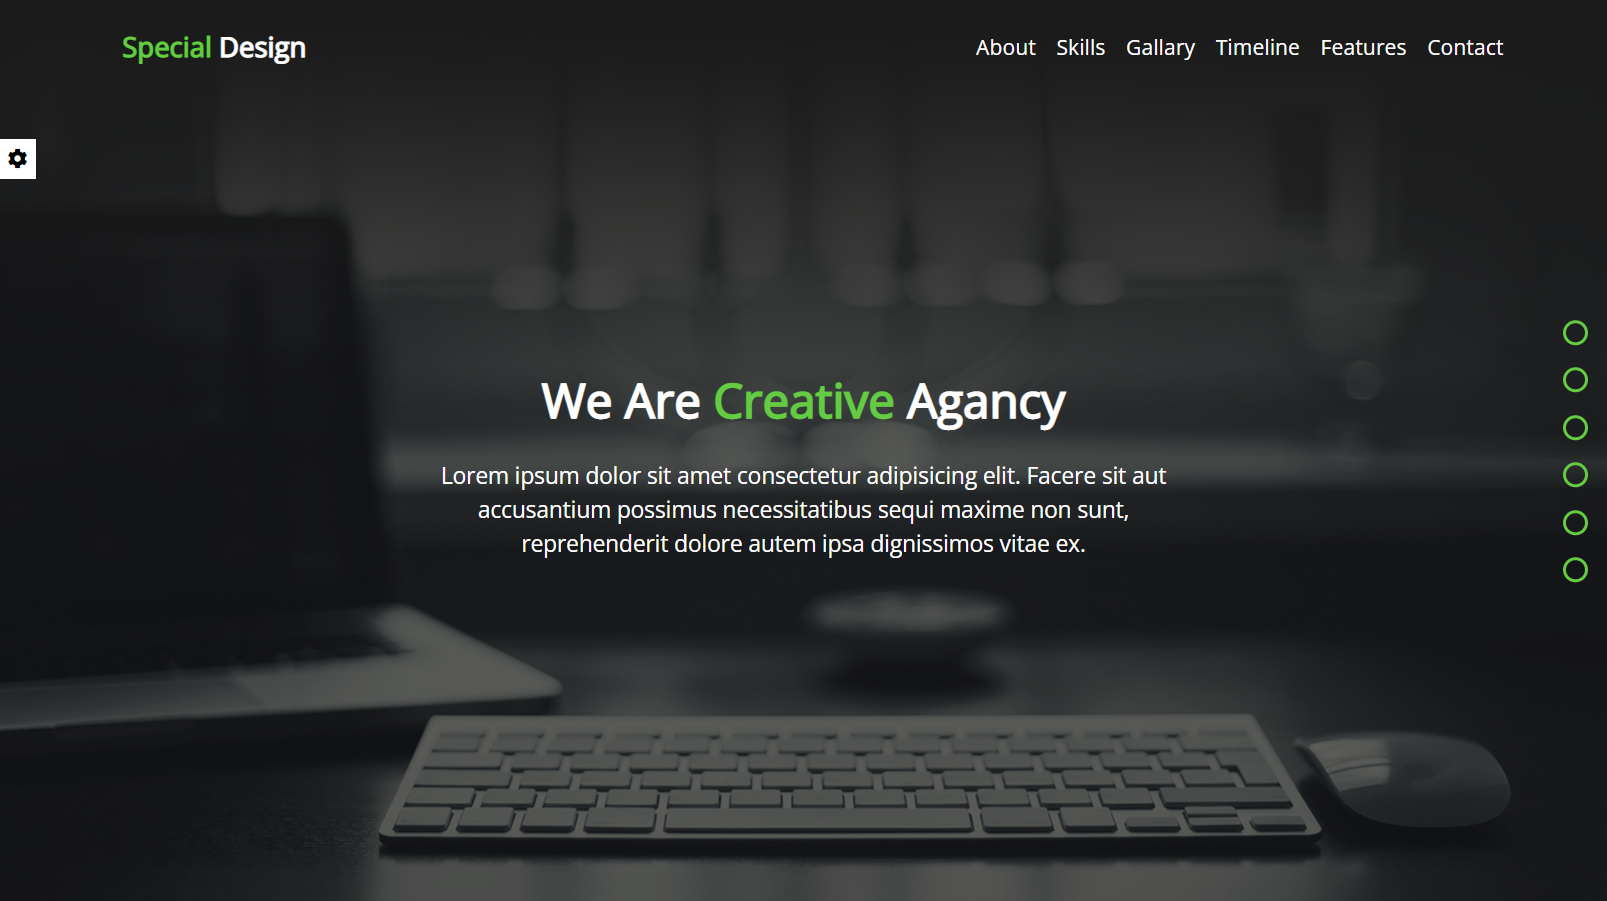 Special Design
About Skills Gallary Timeline Features Contact
We Are Creative Agancy
Lorem ipsum dolor sit amet consectetur adipisicing elit. Facere sit aut
accusantium possimus necessitatibus sequi maxime non sunt,
reprehenderit dolore autem ipsa dignissimos vitae ex.